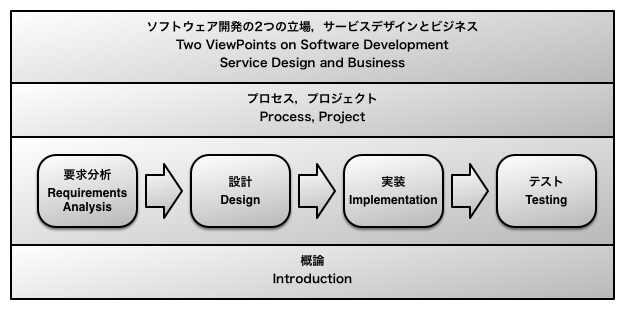 ソフトウェア開発の2つの立場，サービスデザインとビジネス
Two ViewPoints on Software Development
Service Design and Business
プロセス，プロジェクト
Process, Project
要求分析
Requirements
Analysis
設計
Design
実装
Implementation
テスト
Testing
概論
Introduction